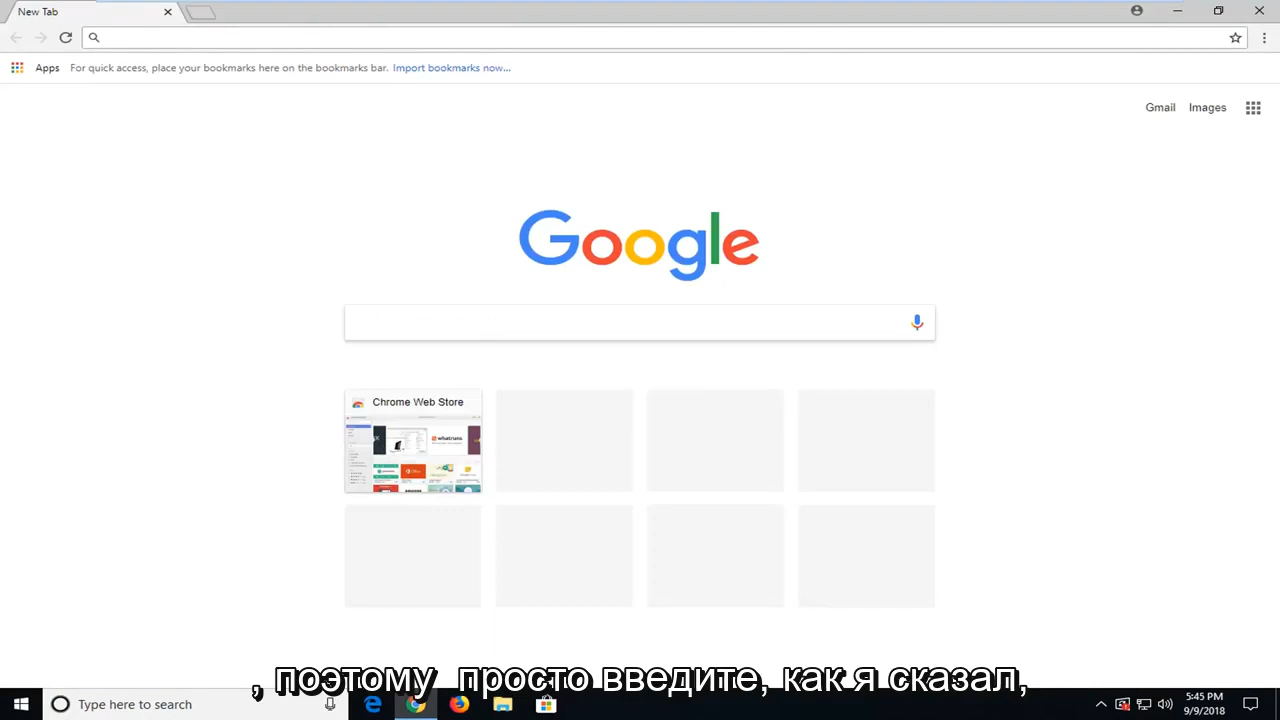 New Tab
Apps For quick access, place your bookmarks here on the bookmarks bar. Import bookmarks now...
Gmail Images
Google
Chrome Web Store
whatruns
Office
, поэтому просто введите, как я сказал,
Type here to search
5:45 PM
9/9/2018